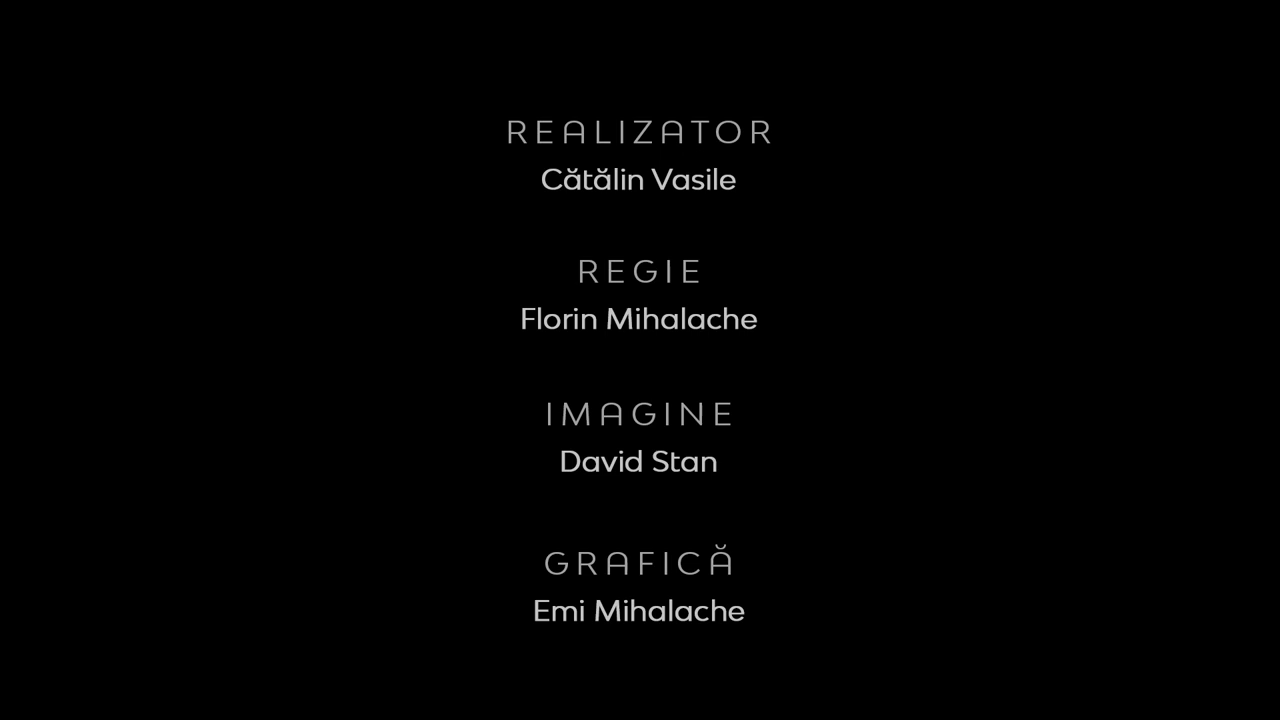 REALIZATOR
Cătălin Vasile
REGIE
Florin Mihalache
IMAGINE
David Stan
GRAFICĂ
Emi Mihalache